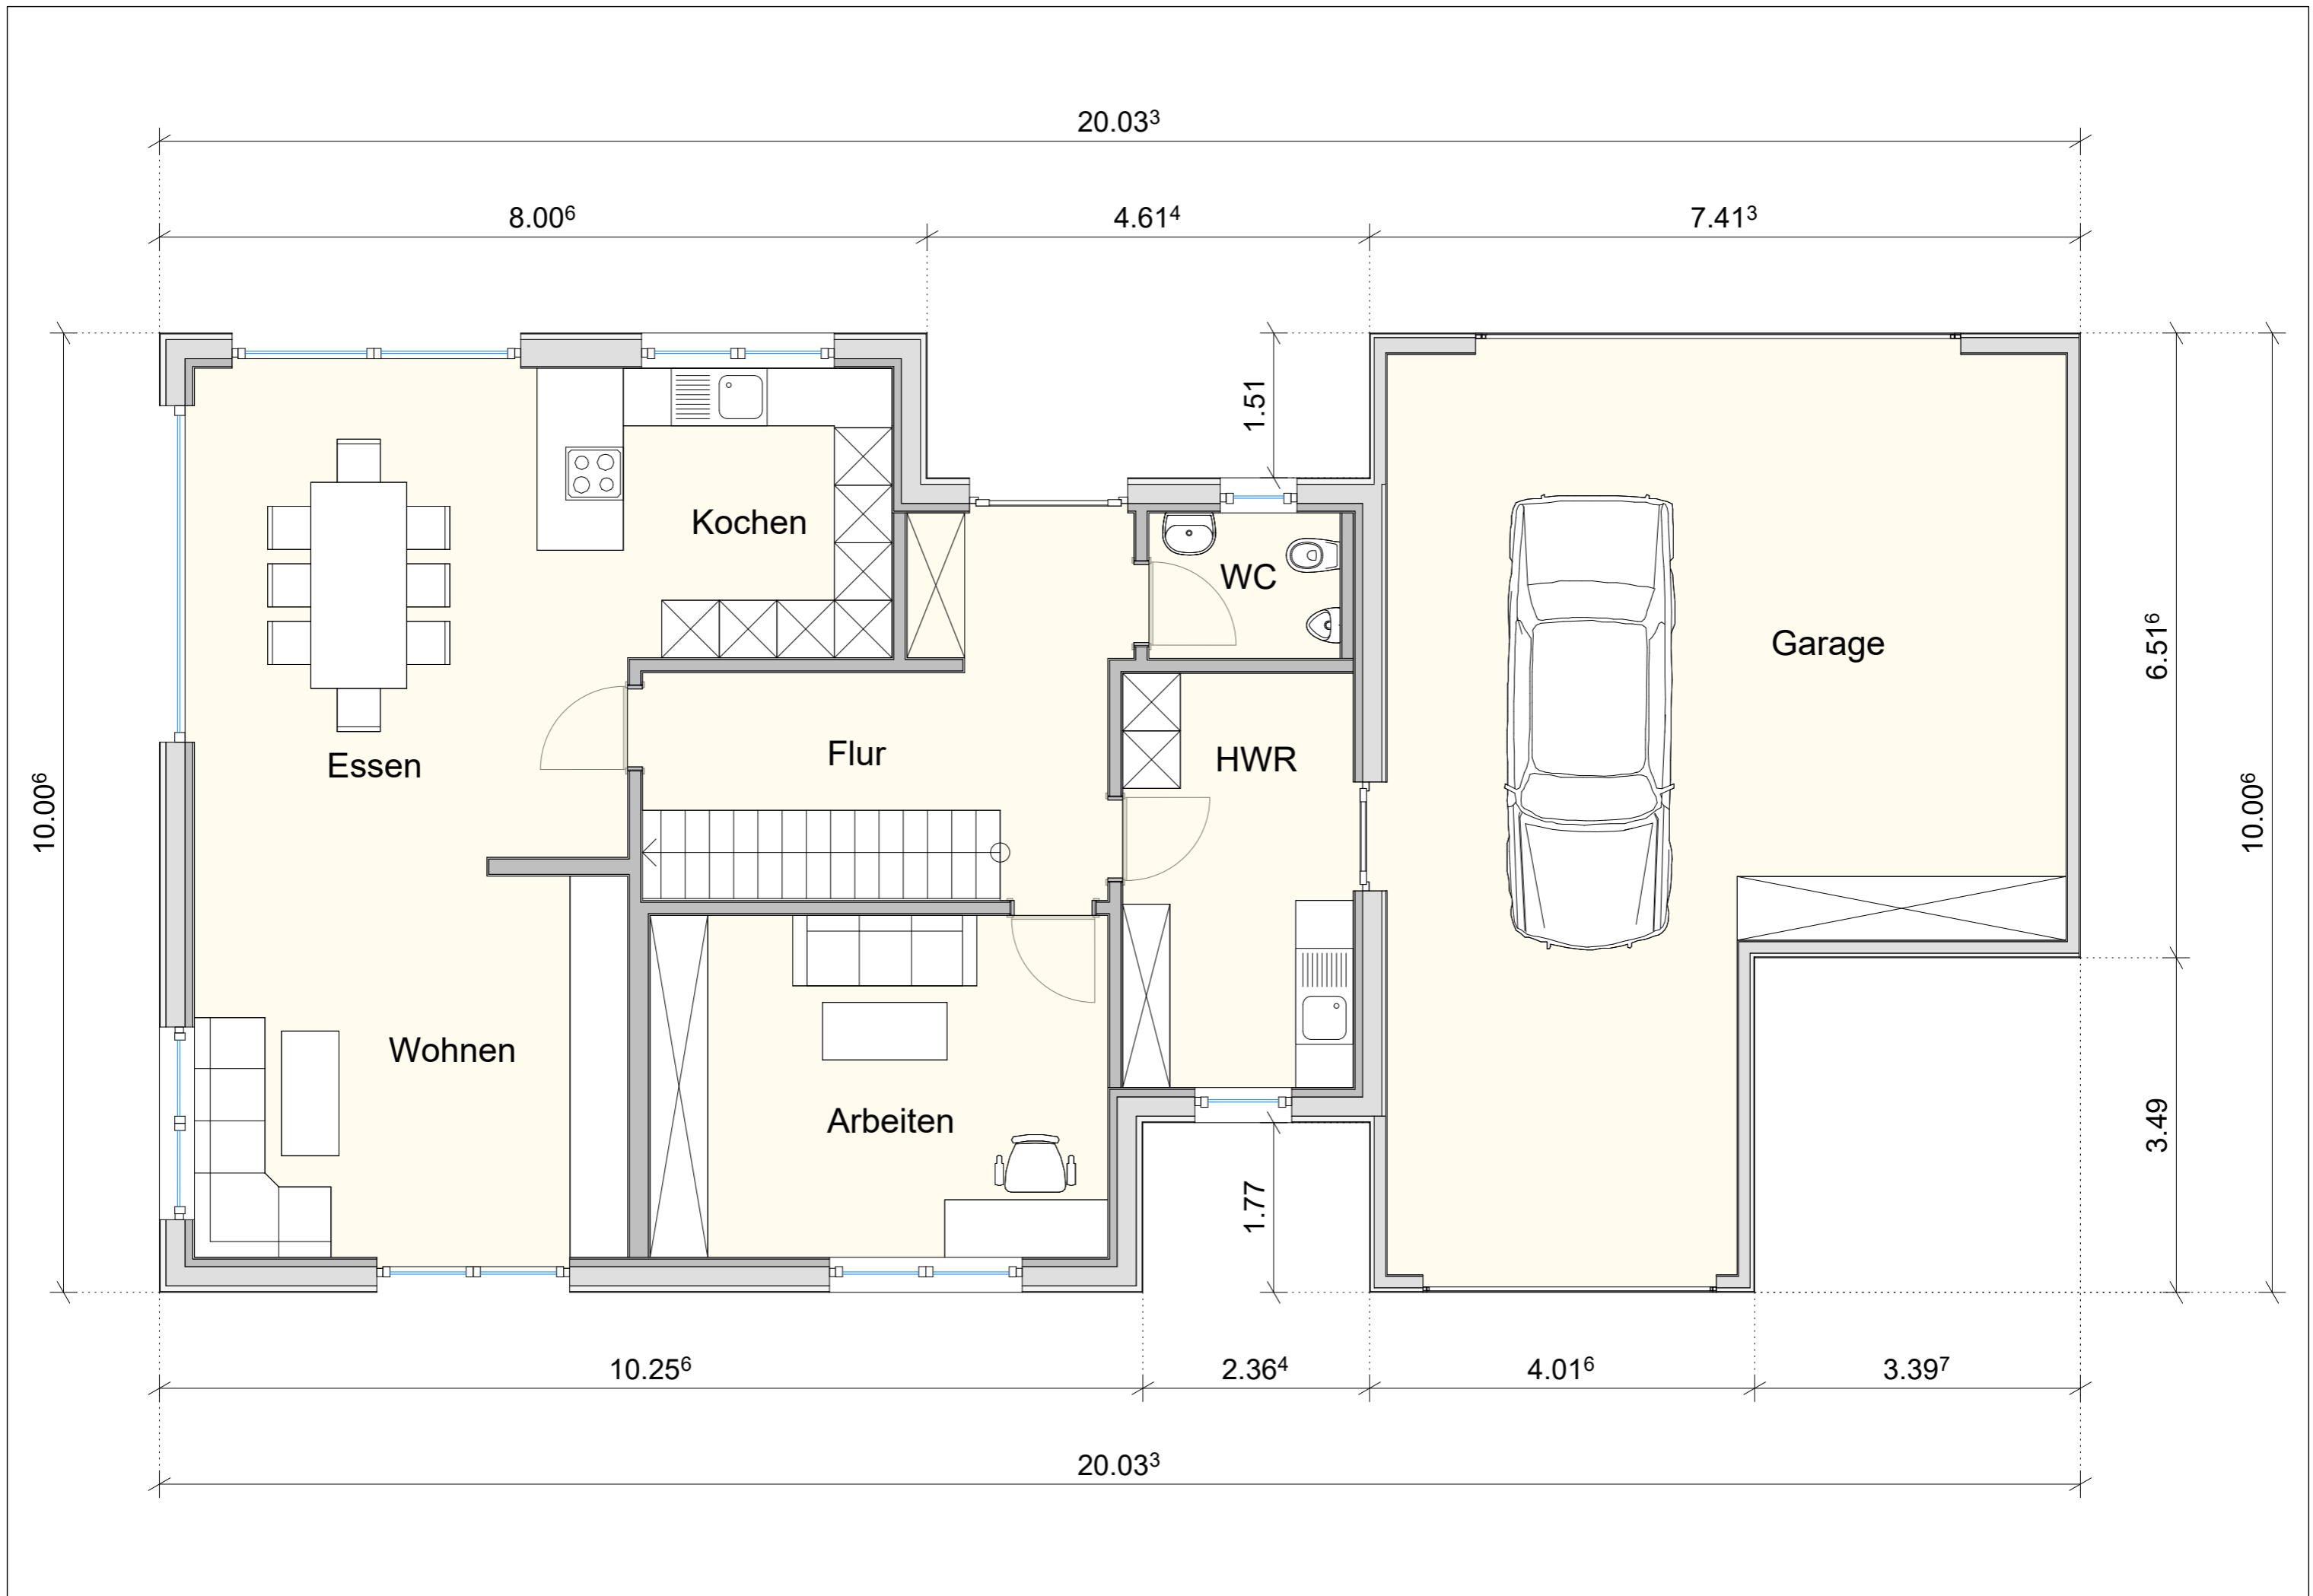 20.03³
8.00⁶
4.61⁴
7.41³
1.51
Kochen
WC
Garage
6.51⁶
Essen
Flur
HWR
10.00⁶
10.00⁶
Wohnen
Arbeiten
3.49
1.77
10.25⁶
2.36⁴
4.01⁶
3.39⁷
20.03³